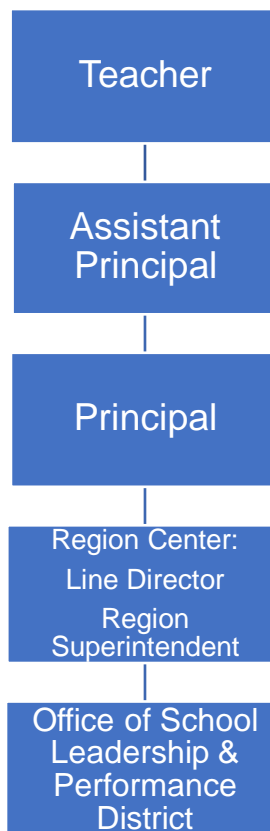 Teacher
Assistant
Principal
Principal
Region Center:
Line Director
Region
Superintendent
Office of School
Leadership &
Performance
District